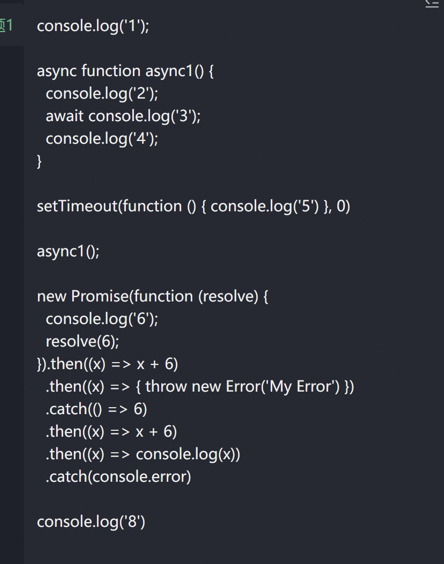 题1
console.log('1');
async function async1() {
console.log('2');
await console.log('3');
console.log('4');
}
setTimeout(function () { console.log('5') }, 0)
async1();
new Promise(function (resolve) {
console.log('6');
resolve(6);
}).then((x) => x + 6)
.then((x) => { throw new Error('My Error') })
.catch(() => 6)
.then((x) => x + 6)
.then((x) => console.log(x))
.catch(console.error)
console.log('8')